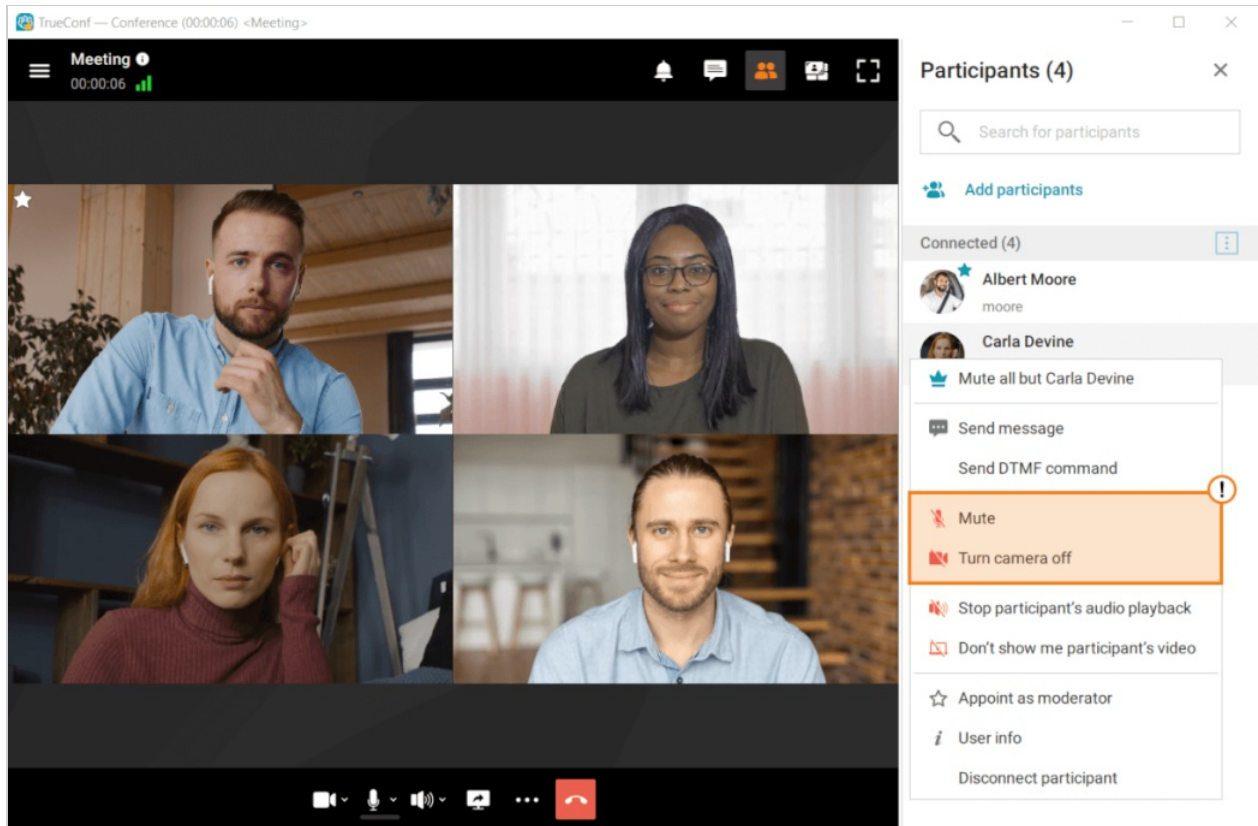 TrueConf — Conference (00:00:06) <Meeting>
Meeting
00:00:06
Participants (4)
Search for participants
Add participants
Connected (4)
Albert Moore
moore
Carla Devine
Mute all but Carla Devine
Send message
Send DTMF command
!
Mute
Turn camera off
Stop participant's audio playback
Don't show me participant's video
Appoint as moderator
User info
Disconnect participant